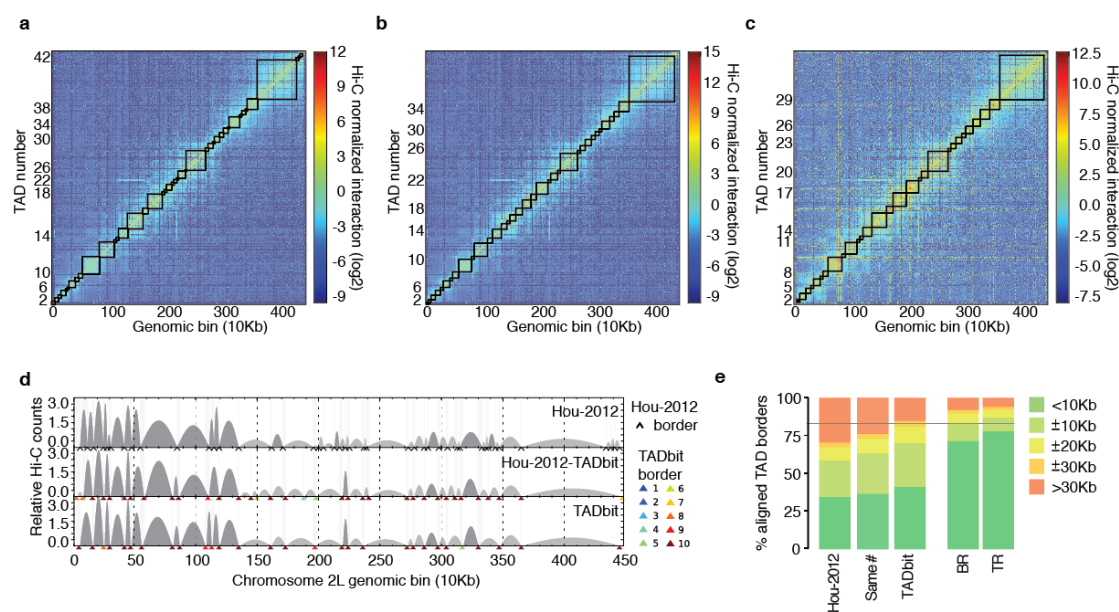 a
TAD number
42
38
34
30
26
22
18
14
10
6
2
0
100
200
300
400
Genomic bin (10Kb)
12
9
6
3
0
-3
-6
-9
Hi-C normalized interaction (log2)
b
TAD number
34
30
26
22
18
14
10
6
2
0
100
200
300
400
Genomic bin (10Kb)
15
12
9
6
3
0
-3
-6
-9
Hi-C normalized interaction (log2)
c
TAD number
29
26
23
20
17
14
11
8
5
2
0
100
200
300
400
Genomic bin (10Kb)
12.5
10.0
7.5
5.0
2.5
0.0
-2.5
-5.0
-7.5
Hi-C normalized interaction (log2)
d
Relative Hi-C counts
3.0
1.5
0.0
Hou-2012
3.0
1.5
0.0
Hou-2012-TADbit
3.0
1.5
0.0
TADbit
0
50
100
150
200
250
300
350
400
450
Chromosome 2L genomic bin (10Kb)
Hou-2012
border
TADbit
border
1 6
2 7
3 8
4 9
5 10
e
% aligned TAD borders
100
75
50
25
0
Hou-2012
Same #
TADbit
BR
TR
<10Kb
±10Kb
±20Kb
±30Kb
>30Kb